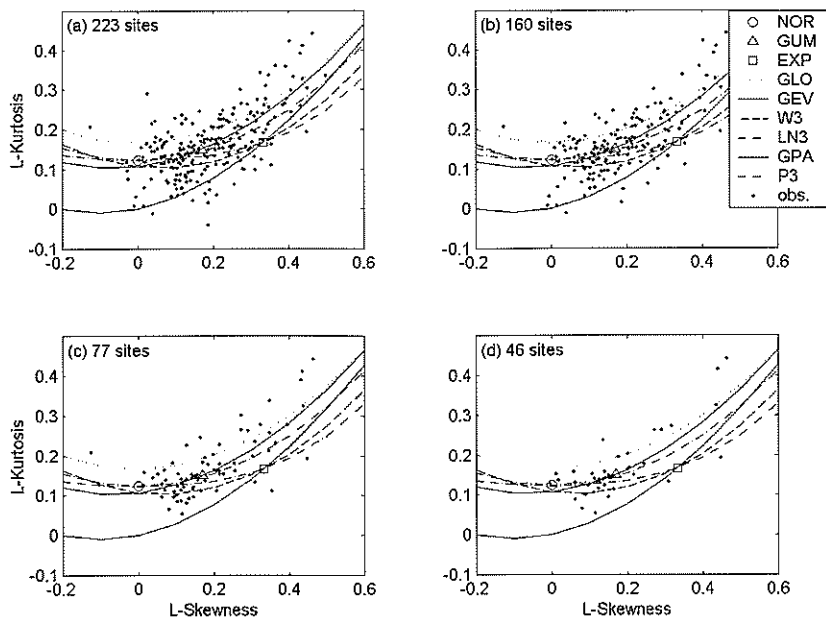 (a) 223 sites
L-Kurtosis
0.4
0.3
0.2
0.1
0
-0.1
-0.2
0
0.2
0.4
0.6
(b) 160 sites
0.4
0.3
0.2
0.1
0
-0.1
-0.2
0
0.2
0.4
0.6
NOR
GUM
EXP
GLO
GEV
W3
LN3
GPA
P3
obs.
(c) 77 sites
L-Kurtosis
0.4
0.3
0.2
0.1
0
-0.1
-0.2
0
0.2
0.4
0.6
L-Skewness
(d) 46 sites
0.4
0.3
0.2
0.1
0
-0.1
-0.2
0
0.2
0.4
0.6
L-Skewness